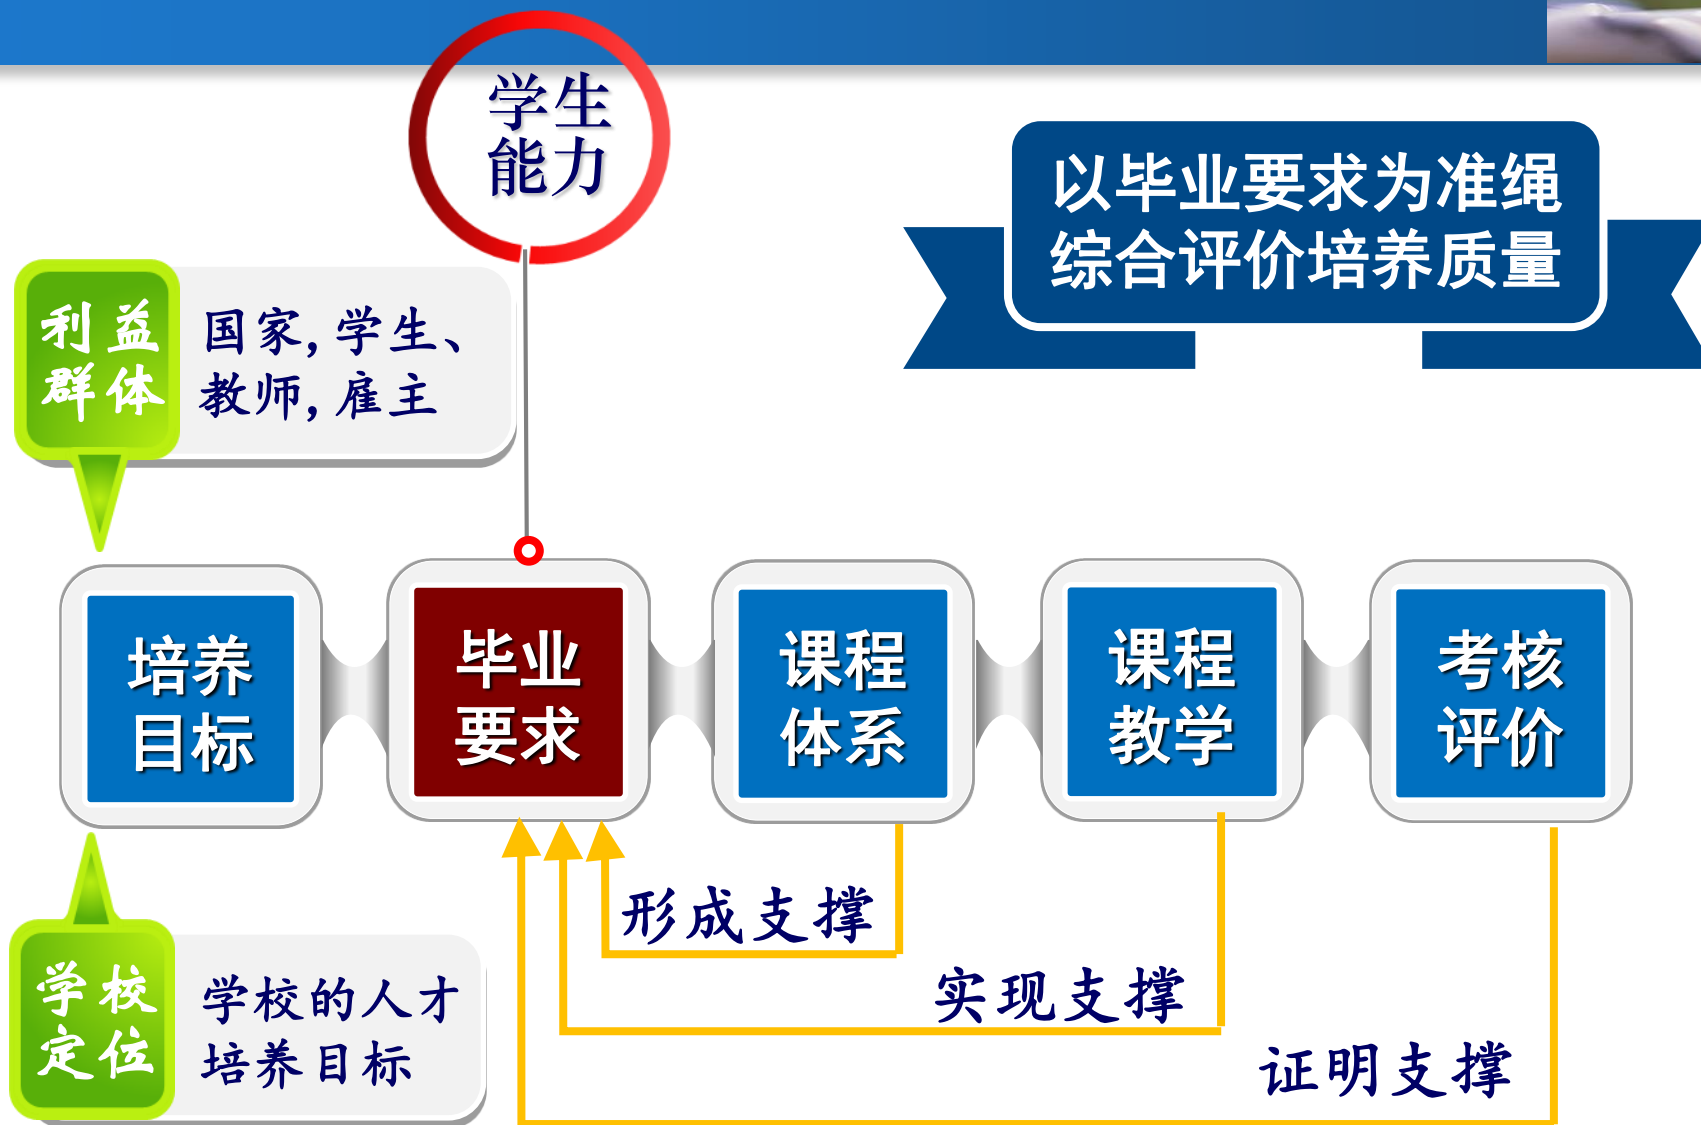 学生
能力
以毕业要求为准绳
综合评价培养质量
利益
群体
国家,学生、
教师,雇主
培养
目标
毕业
要求
课程
体系
课程
教学
考核
评价
形成支撑
实现支撑
证明支撑
学校
定位
学校的人才
培养目标